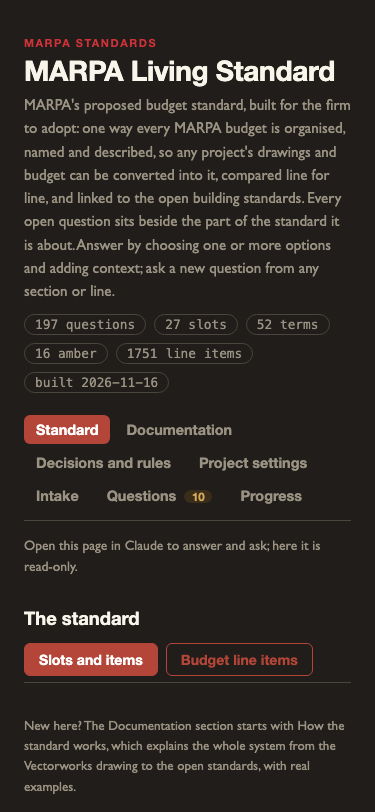 MARPA STANDARDS
MARPA Living Standard
MARPA's proposed budget standard, built for the firm
to adopt: one way every MARPA budget is organised,
named and described, so any project's drawings and
budget can be converted into it, compared line for
line, and linked to the open building standards. Every
open question sits beside the part of the standard it
is about. Answer by choosing one or more options
and adding context; ask a new question from any
section or line.
197 questions 27 slots 52 terms
16 amber 1751 line items
built 2026-11-16
Standard Documentation
Decisions and rules Project settings
Intake Questions 10 Progress
Open this page in Claude to answer and ask; here it is
read-only.
The standard
Slots and items Budget line items
New here? The Documentation section starts with How the
standard works, which explains the whole system from the
Vectorworks drawing to the open standards, with real
examples.